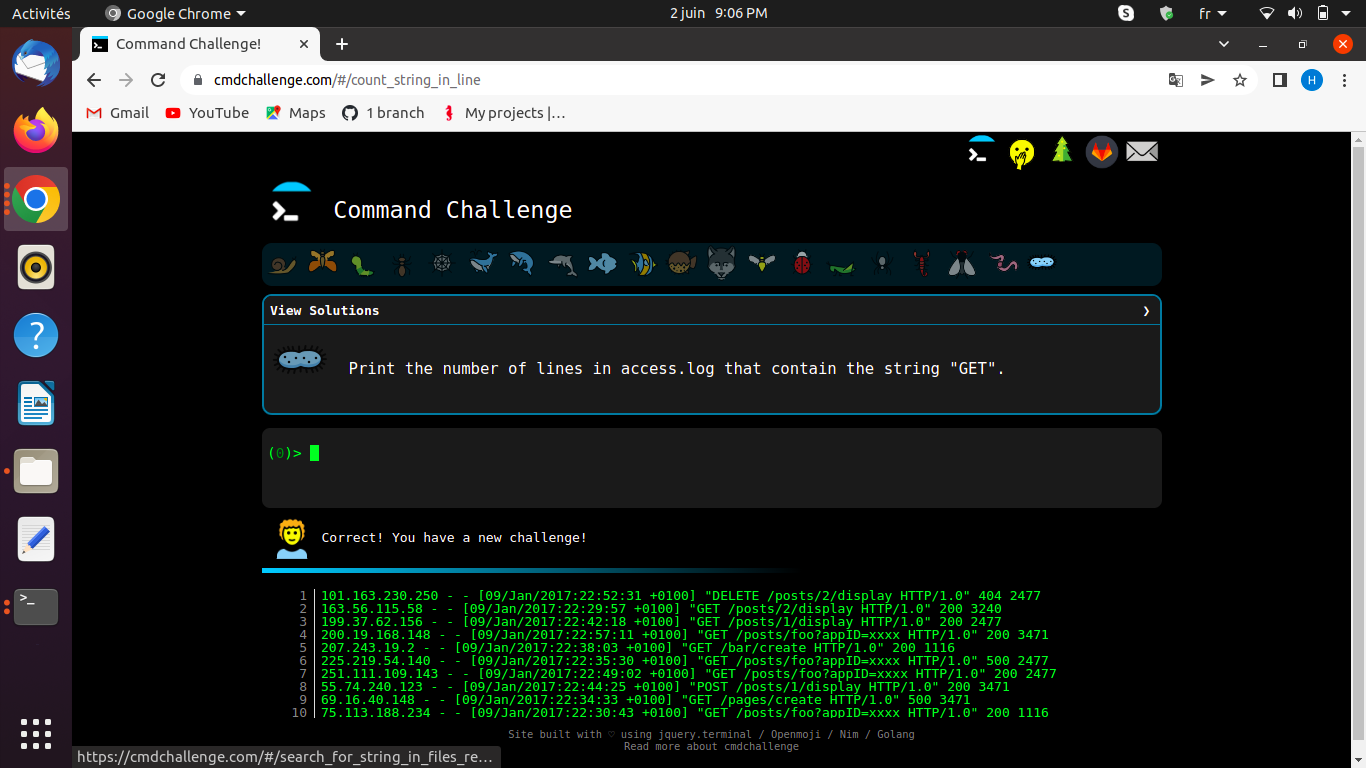 Activités Google Chrome 2 juin 9:06 PM fr
Command Challenge!
cmdchallenge.com/#/count_string_in_line H
Gmail YouTube Maps 1 branch My projects |…
Command Challenge
View Solutions
Print the number of lines in access.log that contain the string "GET".
(0)>
Correct! You have a new challenge!
1 101.163.230.250 - - [09/Jan/2017:22:52:31 +0100] "DELETE /posts/2/display HTTP/1.0" 404 2477
2 163.56.115.58 - - [09/Jan/2017:22:29:57 +0100] "GET /posts/2/display HTTP/1.0" 200 3240
3 199.37.62.156 - - [09/Jan/2017:22:42:18 +0100] "GET /posts/1/display HTTP/1.0" 200 2477
4 200.19.168.148 - - [09/Jan/2017:22:57:11 +0100] "GET /posts/foo?appID=xxxx HTTP/1.0" 200 3471
5 207.243.19.2 - - [09/Jan/2017:22:38:03 +0100] "GET /bar/create HTTP/1.0" 200 1116
6 225.219.54.140 - - [09/Jan/2017:22:35:30 +0100] "GET /posts/foo?appID=xxxx HTTP/1.0" 500 2477
7 251.111.109.143 - - [09/Jan/2017:22:49:02 +0100] "GET /posts/foo?appID=xxxx HTTP/1.0" 200 2477
8 55.74.240.123 - - [09/Jan/2017:22:44:25 +0100] "POST /posts/1/display HTTP/1.0" 200 3471
9 69.16.40.148 - - [09/Jan/2017:22:34:33 +0100] "GET /pages/create HTTP/1.0" 500 3471
10 75.113.188.234 - - [09/Jan/2017:22:30:43 +0100] "GET /posts/foo?appID=xxxx HTTP/1.0" 200 1116
Site built with ♡ using jquery.terminal / Openmoji / Nim / Golang
Read more about cmdchallenge
https://cmdchallenge.com/#/search_for_string_in_files_re…